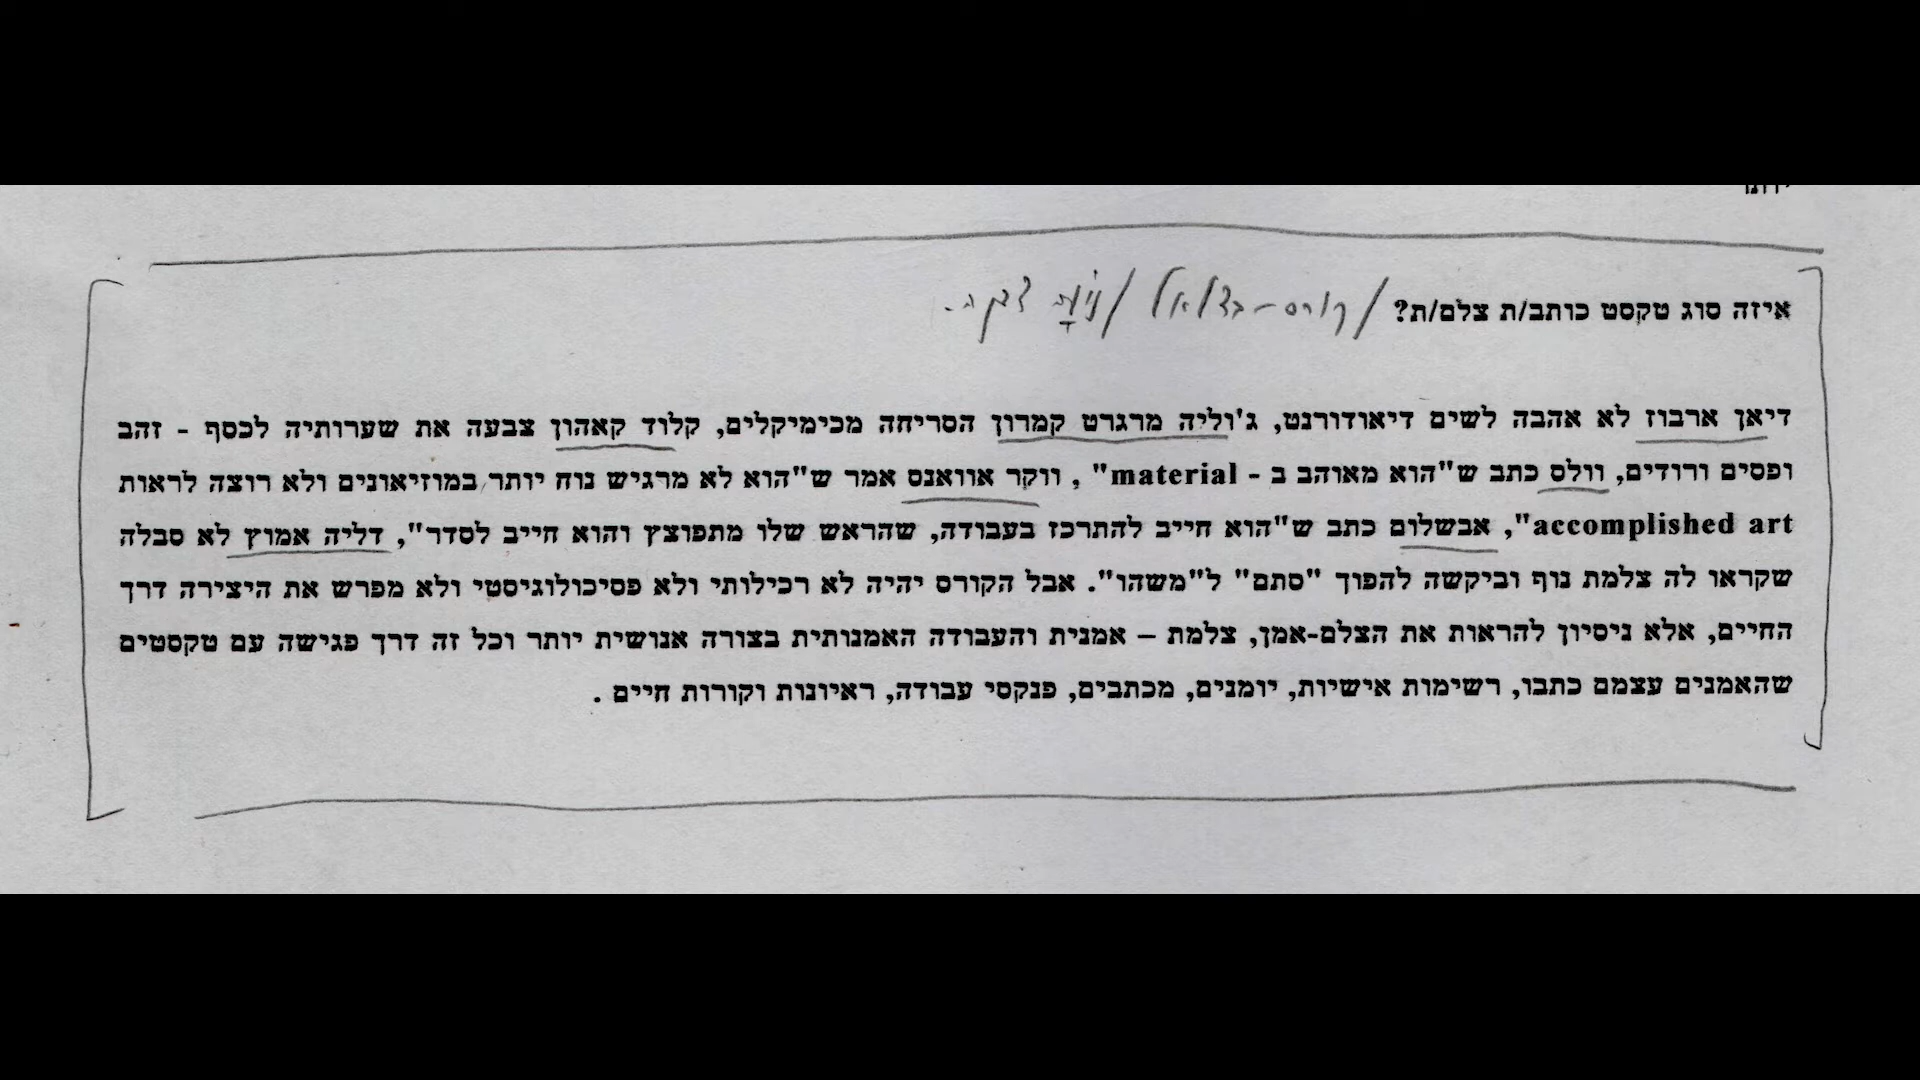 איזה סוג טקסט כותב/ת צלם/ת? / קורס - בצלאל /
דיאן ארבוז לא אהבה לשים דיאודורנט, ג'וליה מרגרט קמרון הסריחה מכימיקלים, קלוד קאהון צבעה את שערותיה לכסף - זהב
ופסים ורודים, וולס כתב ש"הוא מאוהב ב - material" , ווקר אוואנס אמר ש"הוא לא מרגיש נוח יותר במוזיאונים ולא רוצה לראות
accomplished art", אבשלום כתב ש"הוא חייב להתרכז בעבודה, שהראש שלו מתפוצץ והוא חייב לסדר", דליה אמוץ לא סבלה
שקראו לה צלמת נוף וביקשה להפוך "סתם" ל"משהו". אבל הקורס יהיה לא רכילותי ולא פסיכולוגיסטי ולא מפרש את היצירה דרך
החיים, אלא ניסיון להראות את הצלם-אמן, צלמת – אמנית והעבודה האמנותית בצורה אנושית יותר וכל זה דרך פגישה עם טקסטים
שהאמנים עצמם כתבו, רשימות אישיות, יומנים, מכתבים, פנקסי עבודה, ראיונות וקורות חיים .